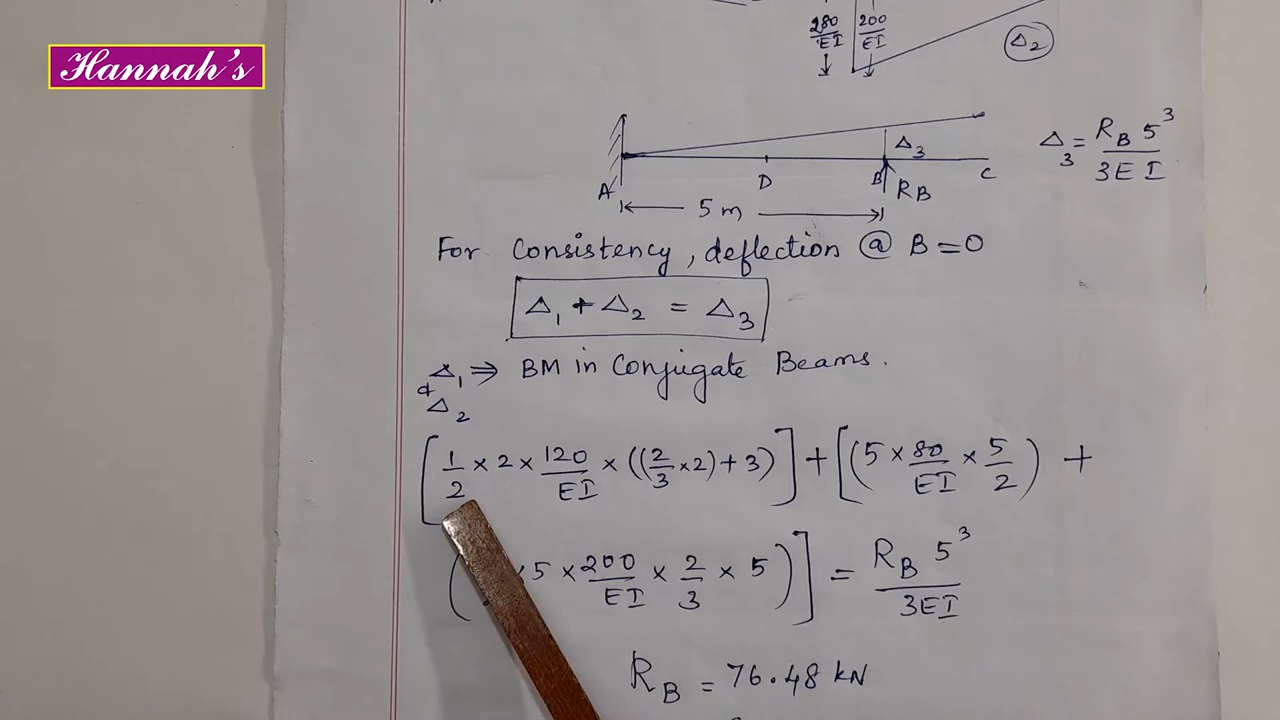 Hannah's
280/EI 200/EI
Δ2
Δ3 = RB 5³/3EI
Δ3
A D B C
RB
5m
For Consistency, deflection @ B = 0
Δ1 + Δ2 = Δ3
Δ1 ⇒ BM in Conjugate Beams.
& Δ2
[1/2 × 2 × 120/EI × ((2/3 × 2) + 3)] + [(5 × 80/EI × 5/2) +
( × 5 × 200/EI × 2/3 × 5)] = RB 5³/3EI
RB = 76.48 kN